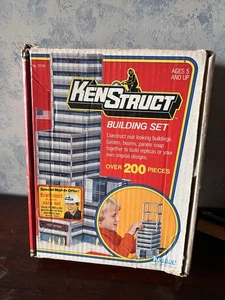 AGES 5
AND UP
KENSTRUCT
BUILDING SET
Construct real looking buildings
Girders, beams, panels snap
together to build replicas or your
own original designs.
OVER 200 PIECES
Special Mail-in Offer!
Kenner